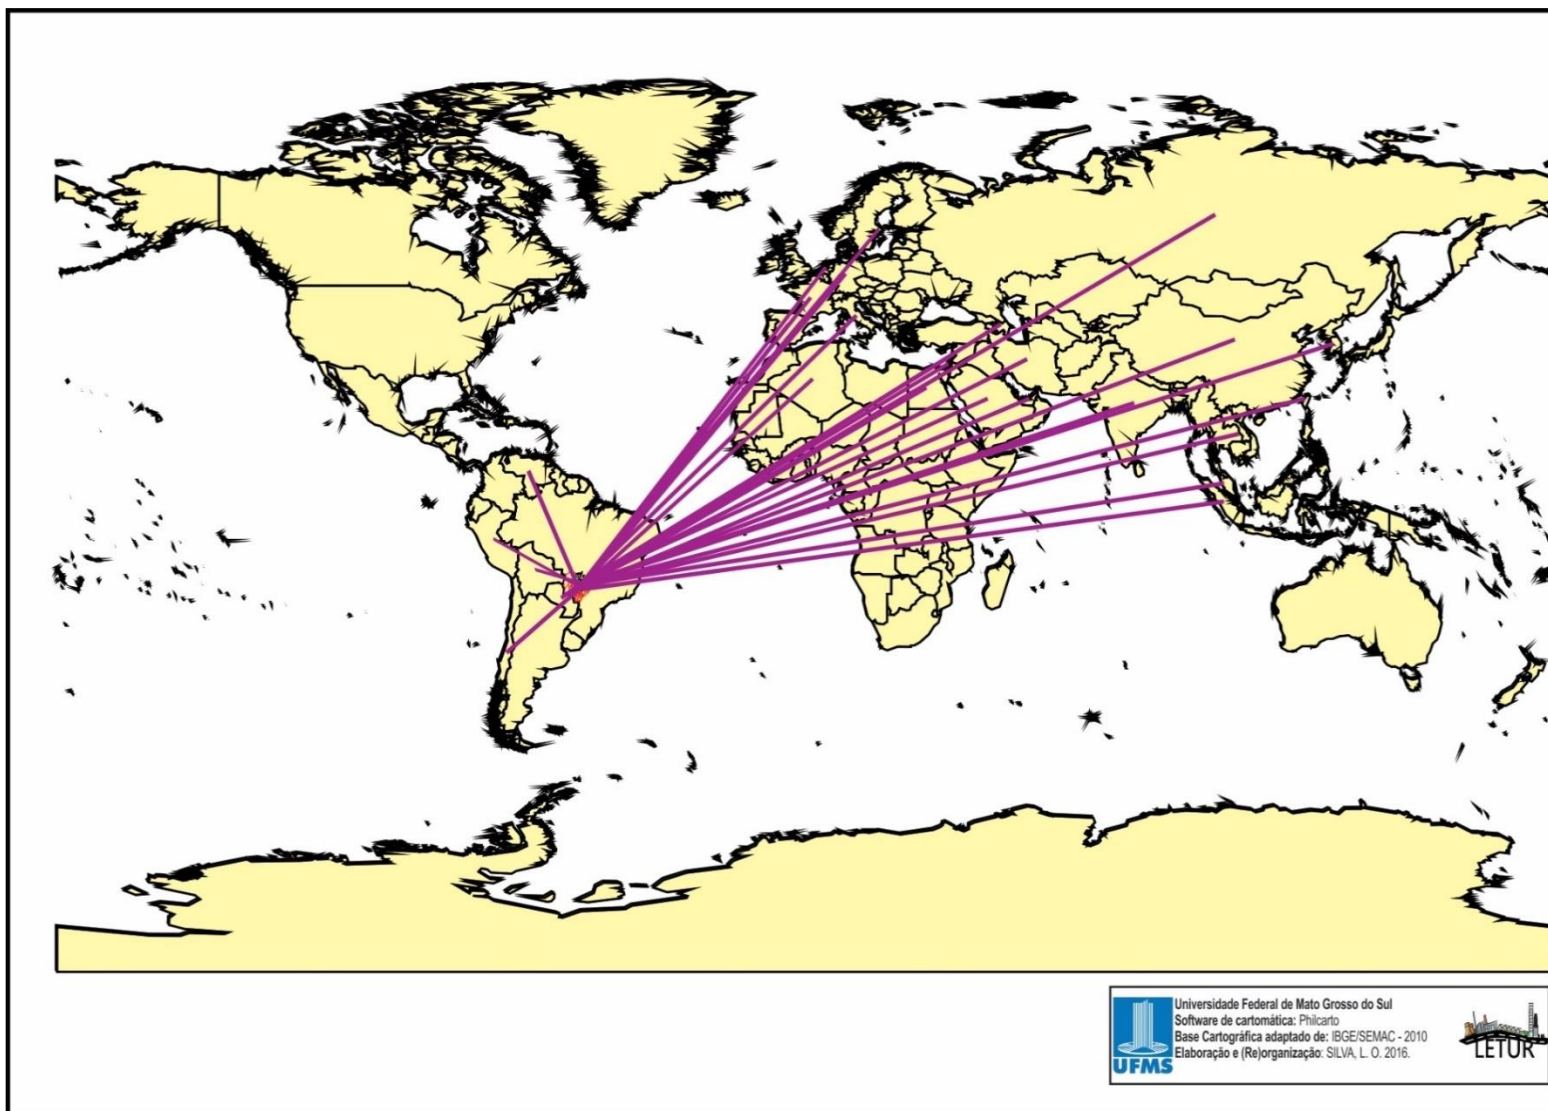 Universidade Federal de Mato Grosso do Sul
Software de cartomática: Philcarto
Base Cartográfica adaptado de: IBGE/SEMAC - 2010
Elaboração e (Re)organização: SILVA, L. O. 2016.
UFMS
LETUR